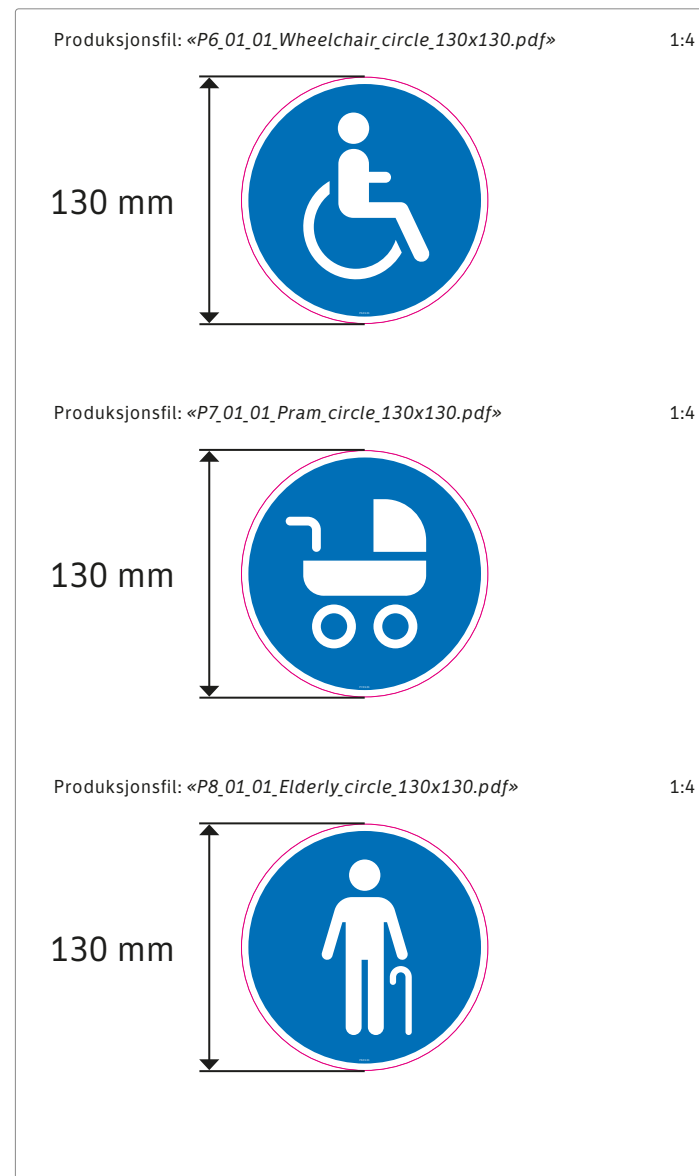 Produksjonsfil: «P6_01_01_Wheelchair_circle_130x130.pdf» 1:4
130 mm
Produksjonsfil: «P7_01_01_Pram_circle_130x130.pdf» 1:4
130 mm
Produksjonsfil: «P8_01_01_Elderly_circle_130x130.pdf» 1:4
130 mm